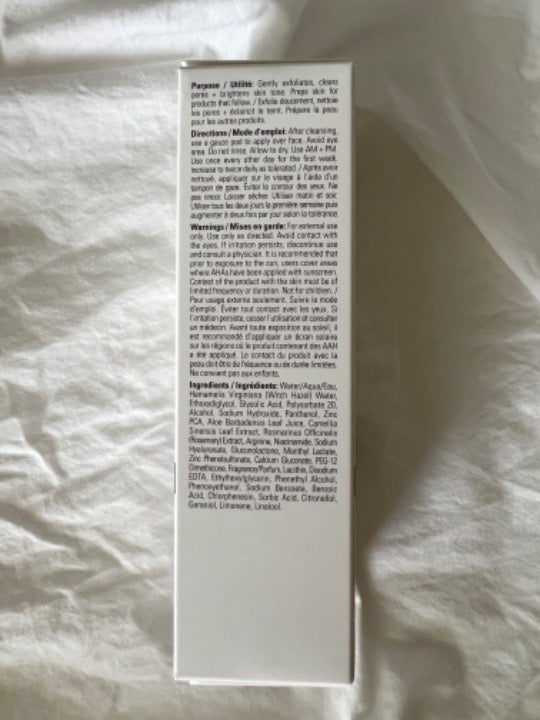 Purpose / Utilité: Gently exfoliates, clears
pores + brightens skin tone. Preps skin for
products that follow. / Exfolie doucement, nettoie
les pores + éclaircit le teint. Prépare la peau
pour les autres produits.
Directions / Mode d'emploi: After cleansing,
use a gauze pad to apply over face. Avoid eye
area. Do not rinse. Allow to dry. Use AM + PM.
Use once every other day for the first week.
Increase to twice daily as tolerated. / Après avoir
nettoyé, appliquer sur le visage à l'aide d'un
tampon de gaze. Éviter le contour des yeux. Ne
pas rincer. Laisser sécher. Utiliser matin et soir.
Utiliser tous les deux jours la première semaine puis
augmenter à deux fois par jour selon la tolérance.
Warnings / Mises en garde: For external use
only. Use only as directed. Avoid contact with
the eyes. If irritation persists, discontinue use
and consult a physician. It is recommended that
prior to exposure to the sun, users cover areas
where AHAs have been applied with sunscreen.
Contact of the product with the skin must be of
limited frequency or duration. Not for children. /
Pour usage externe seulement. Suivre le mode
d'emploi. Éviter tout contact avec les yeux. Si
l'irritation persiste, cesser l'utilisation et consulter
un médecin. Avant toute exposition au soleil, il
est recommandé d'appliquer un écran solaire
sur les régions où le produit contenant des AAH
a été appliqué. Le contact du produit avec la
peau doit être de fréquence ou de durée limitées.
Ne convient pas aux enfants.
Ingredients / Ingrédients: Water/Aqua/Eau,
Hamamelis Virginiana (Witch Hazel) Water,
Ethoxydiglycol, Glycolic Acid, Polysorbate 20,
Alcohol, Sodium Hydroxide, Panthenol, Zinc
PCA, Aloe Barbadensis Leaf Juice, Camellia
Sinensis Leaf Extract, Rosmarinus Officinalis
(Rosemary) Extract, Arginine, Niacinamide, Sodium
Hyaluronate, Gluconolactone, Menthyl Lactate,
Zinc Phenolsulfonate, Calcium Gluconate, PEG-12
Dimethicone, Fragrance/Parfum, Lecithin, Disodium
EDTA, Ethylhexylglycerin, Phenethyl Alcohol,
Phenoxyethanol, Sodium Benzoate, Benzoic
Acid, Chlorphenesin, Sorbic Acid, Citronellol,
Geraniol, Limonene, Linalool.